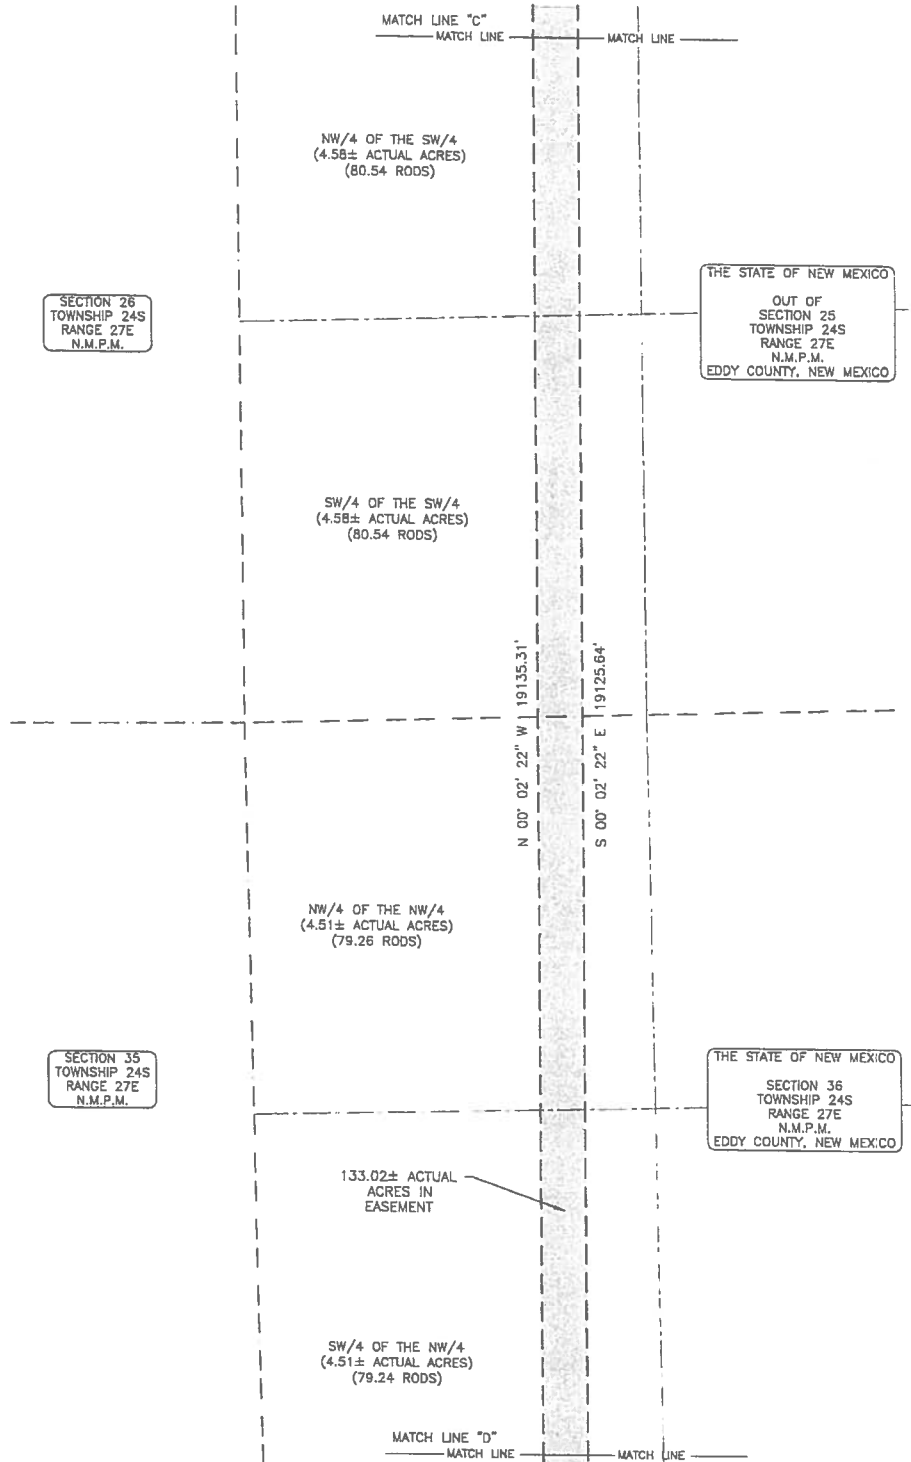 MATCH LINE "C"
MATCH LINE
MATCH LINE
NW/4 OF THE SW/4
(4.58± ACTUAL ACRES)
(80.54 RODS)
SECTION 26
TOWNSHIP 24S
RANGE 27E
N.M.P.M.
THE STATE OF NEW MEXICO
OUT OF
SECTION 25
TOWNSHIP 24S
RANGE 27E
N.M.P.M.
EDDY COUNTY, NEW MEXICO
SW/4 OF THE SW/4
(4.58± ACTUAL ACRES)
(80.54 RODS)
N 00° 02' 22" W 19135.31'
S 00° 02' 22" E 19125.64'
NW/4 OF THE NW/4
(4.51± ACTUAL ACRES)
(79.26 RODS)
SECTION 35
TOWNSHIP 24S
RANGE 27E
N.M.P.M.
THE STATE OF NEW MEXICO
SECTION 36
TOWNSHIP 24S
RANGE 27E
N.M.P.M.
EDDY COUNTY, NEW MEXICO
133.02± ACTUAL
ACRES IN
EASEMENT
SW/4 OF THE NW/4
(4.51± ACTUAL ACRES)
(79.24 RODS)
MATCH LINE "D"
MATCH LINE
MATCH LINE